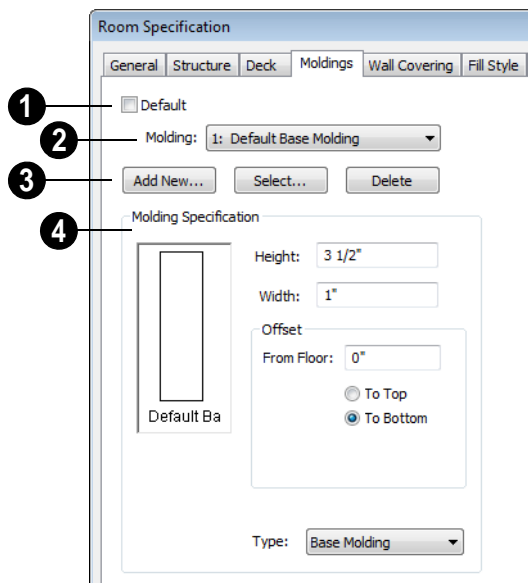 Room Specification
General Structure Deck Moldings Wall Covering Fill Style
1 Default
2 Molding: 1: Default Base Molding
3 Add New... Select... Delete
4 Molding Specification
Height: 3 1/2"
Width: 1"
Offset
From Floor: 0"
To Top
Default Ba To Bottom
Type: Base Molding